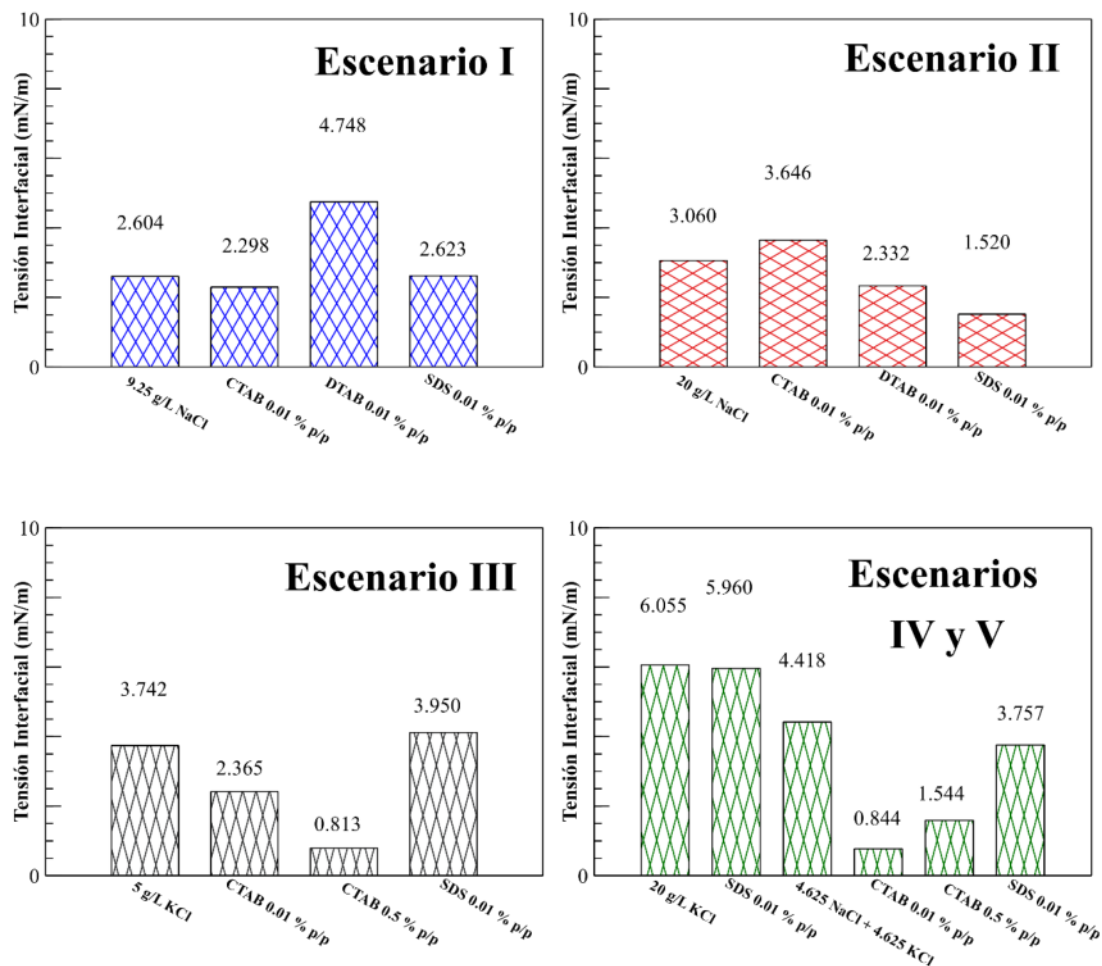 10
Escenario I
Tensión Interfacial (mN/m)
4.748
2.604
2.298
2.623
0
9.25 g/L NaCl
CTAB 0.01 % p/p
DTAB 0.01 % p/p
SDS 0.01 % p/p
10
Escenario II
Tensión Interfacial (mN/m)
3.060
3.646
2.332
1.520
0
20 g/L NaCl
CTAB 0.01 % p/p
DTAB 0.01 % p/p
SDS 0.01 % p/p
10
Escenario III
Tensión Interfacial (mN/m)
3.742
2.365
0.813
3.950
0
5 g/L KCl
CTAB 0.01 % p/p
CTAB 0.5 % p/p
SDS 0.01 % p/p
10
Escenarios
IV y V
Tensión Interfacial (mN/m)
6.055
5.960
4.418
0.844
1.544
3.757
0
20 g/L KCl
SDS 0.01 % p/p
4.625 NaCl + 4.625 KCl
CTAB 0.01 % p/p
CTAB 0.5 % p/p
SDS 0.01 % p/p